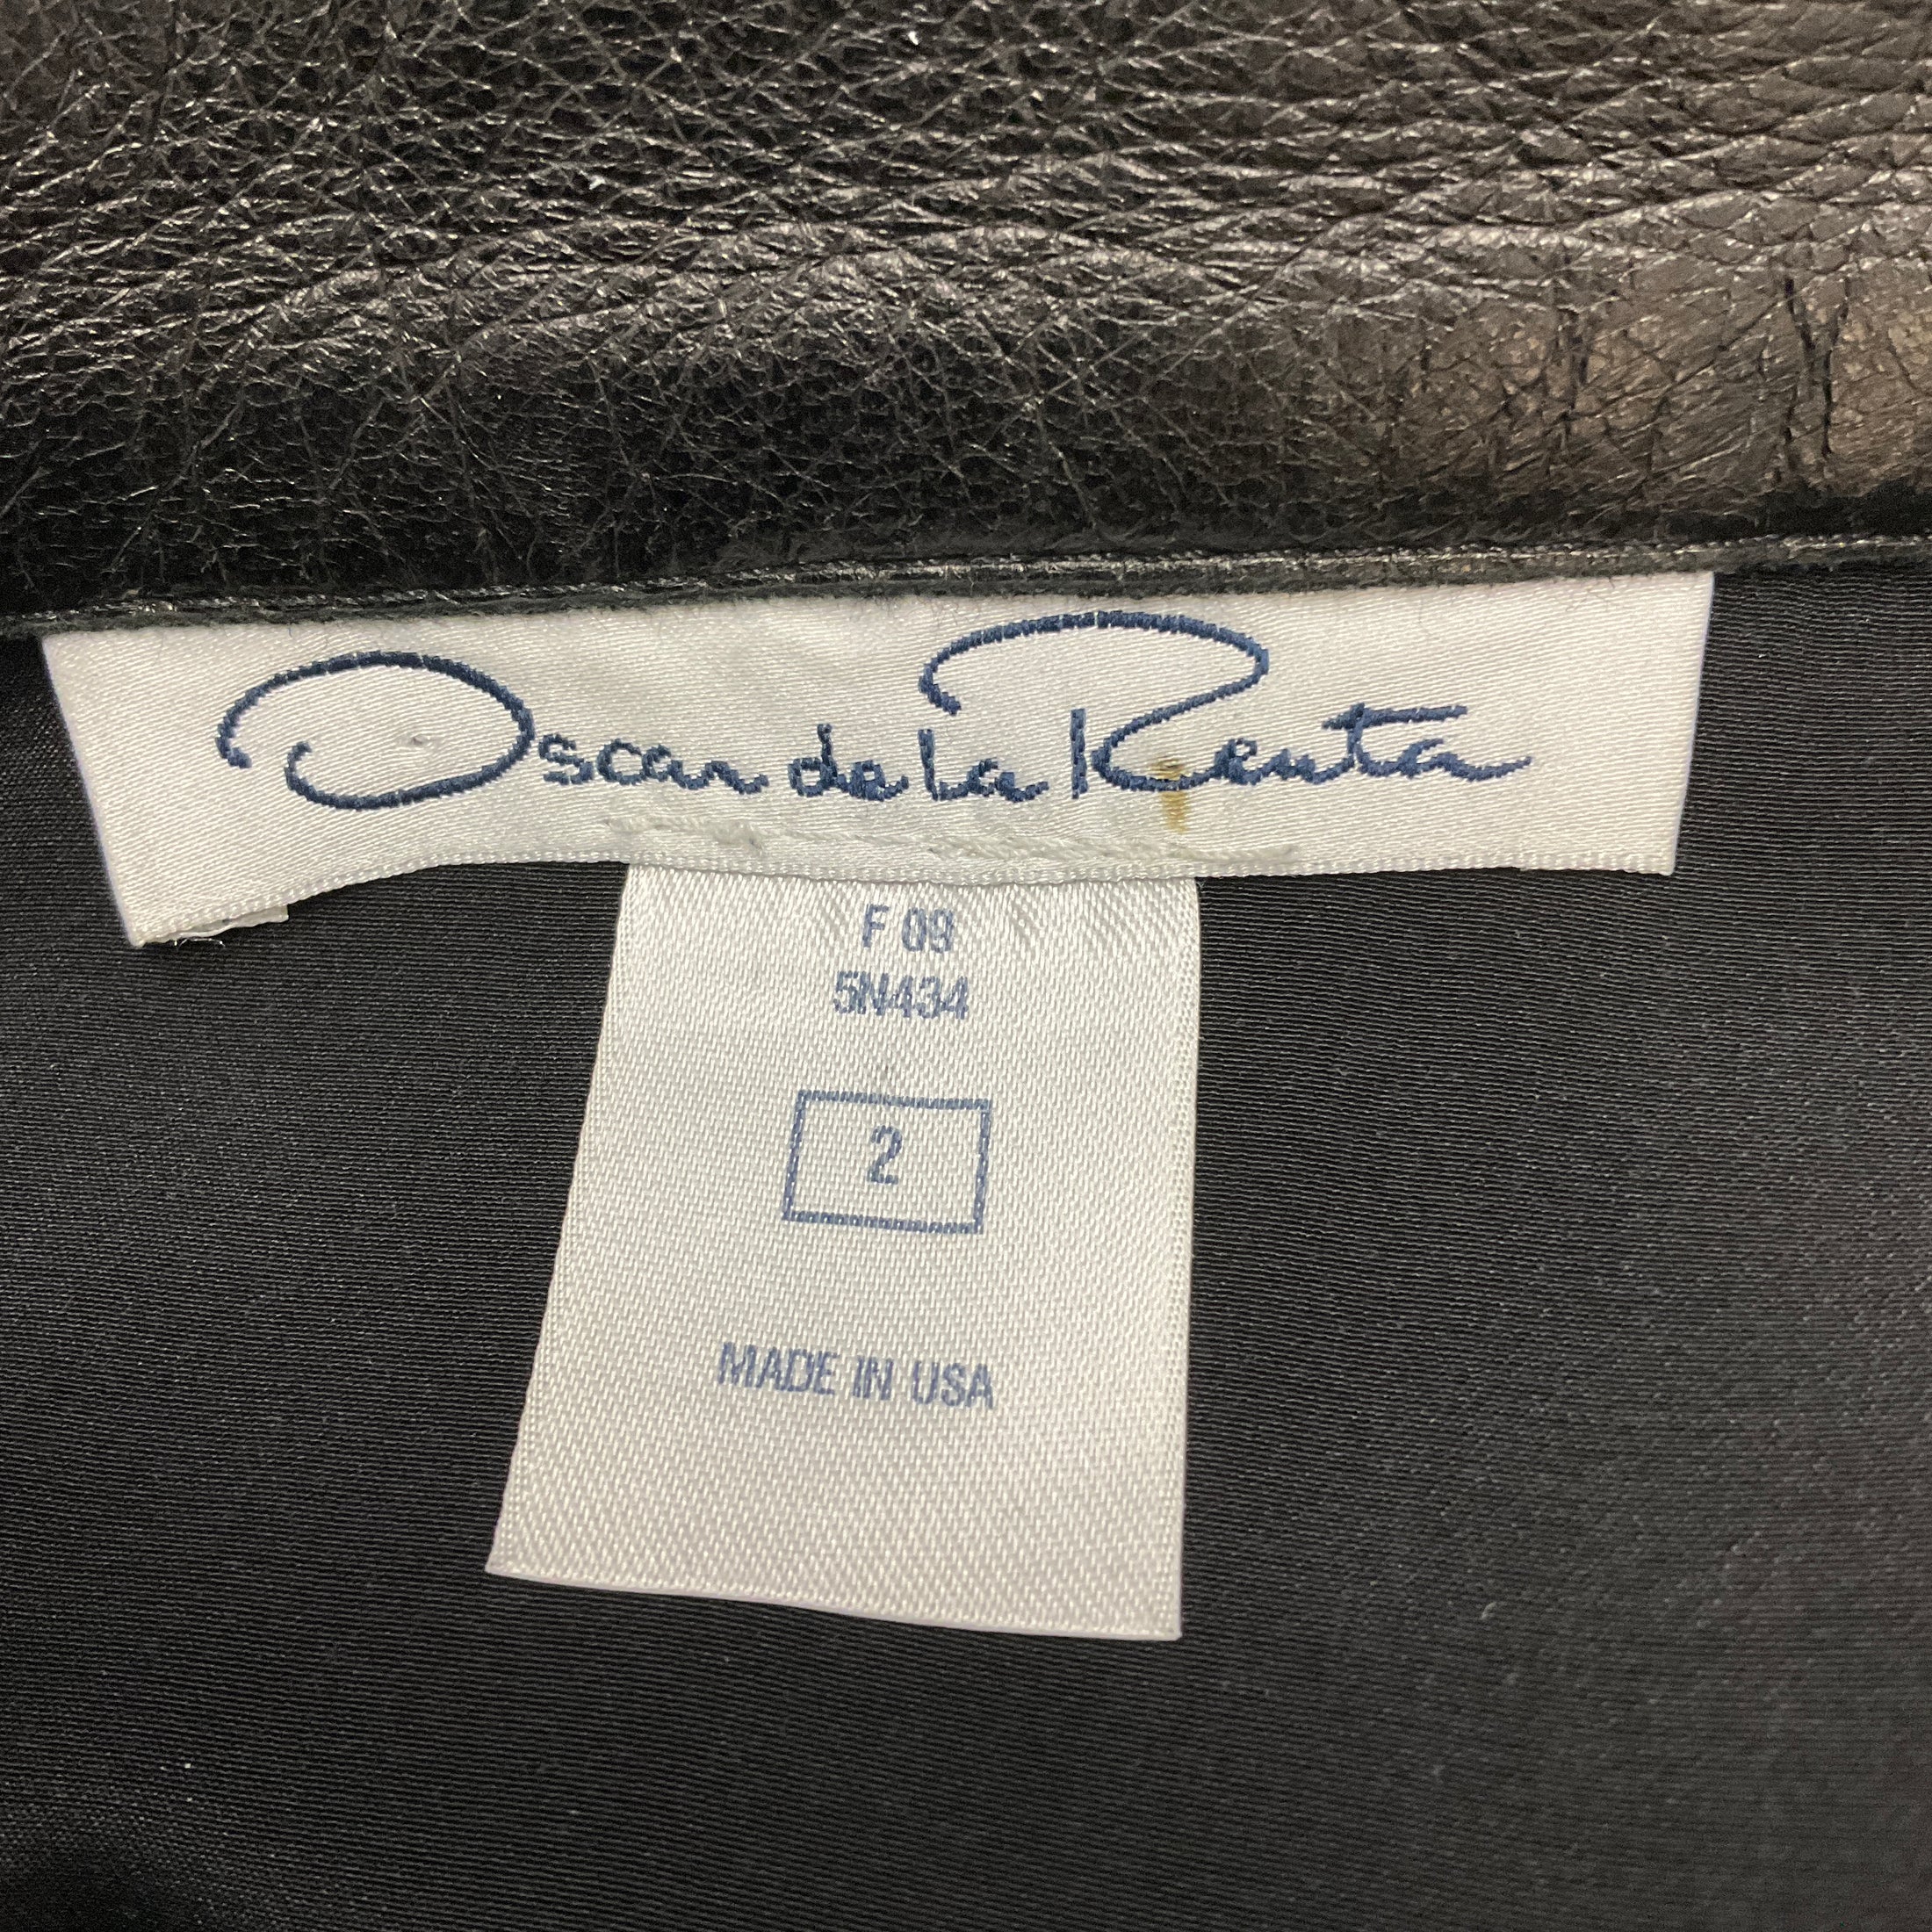 Oscar de la Renta
F 09
5N434
2
MADE IN USA